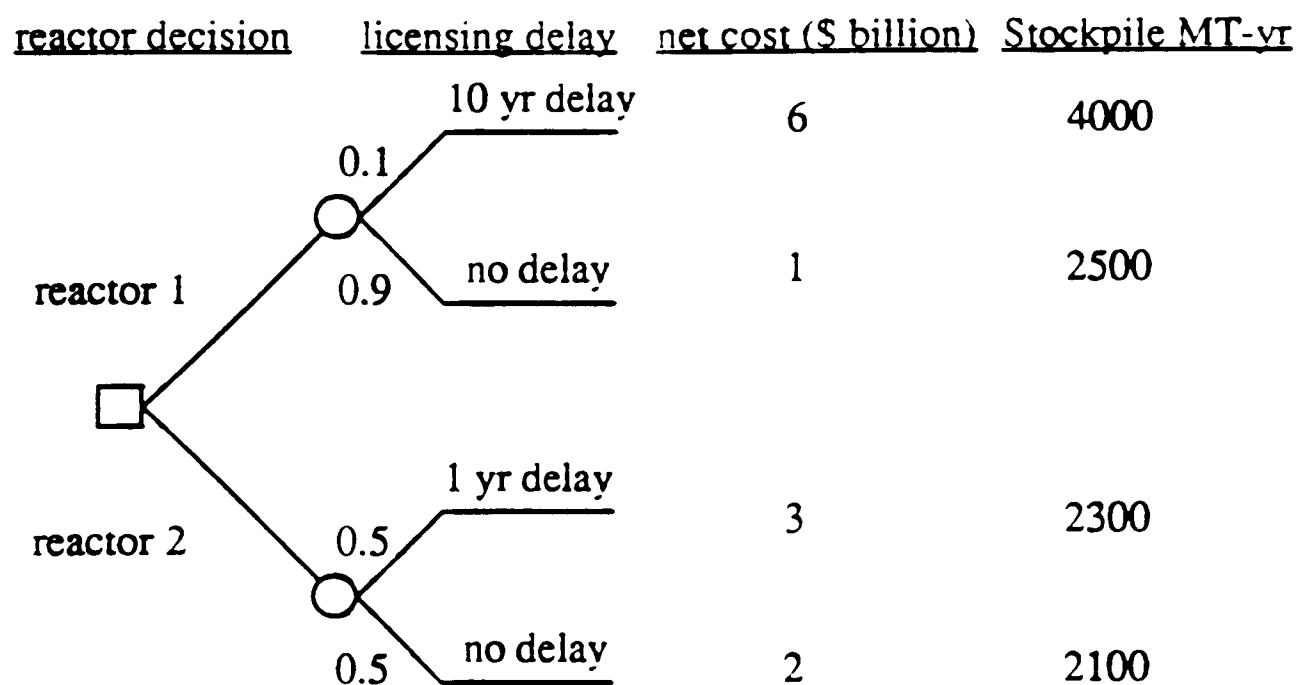 reactor decision licensing delay net cost ($ billion) Stockpile MT-yr
10 yr delay 6 4000
0.1
no delay 1 2500
reactor 1 0.9
1 yr delay 3 2300
reactor 2 0.5
no delay 2 2100
0.5